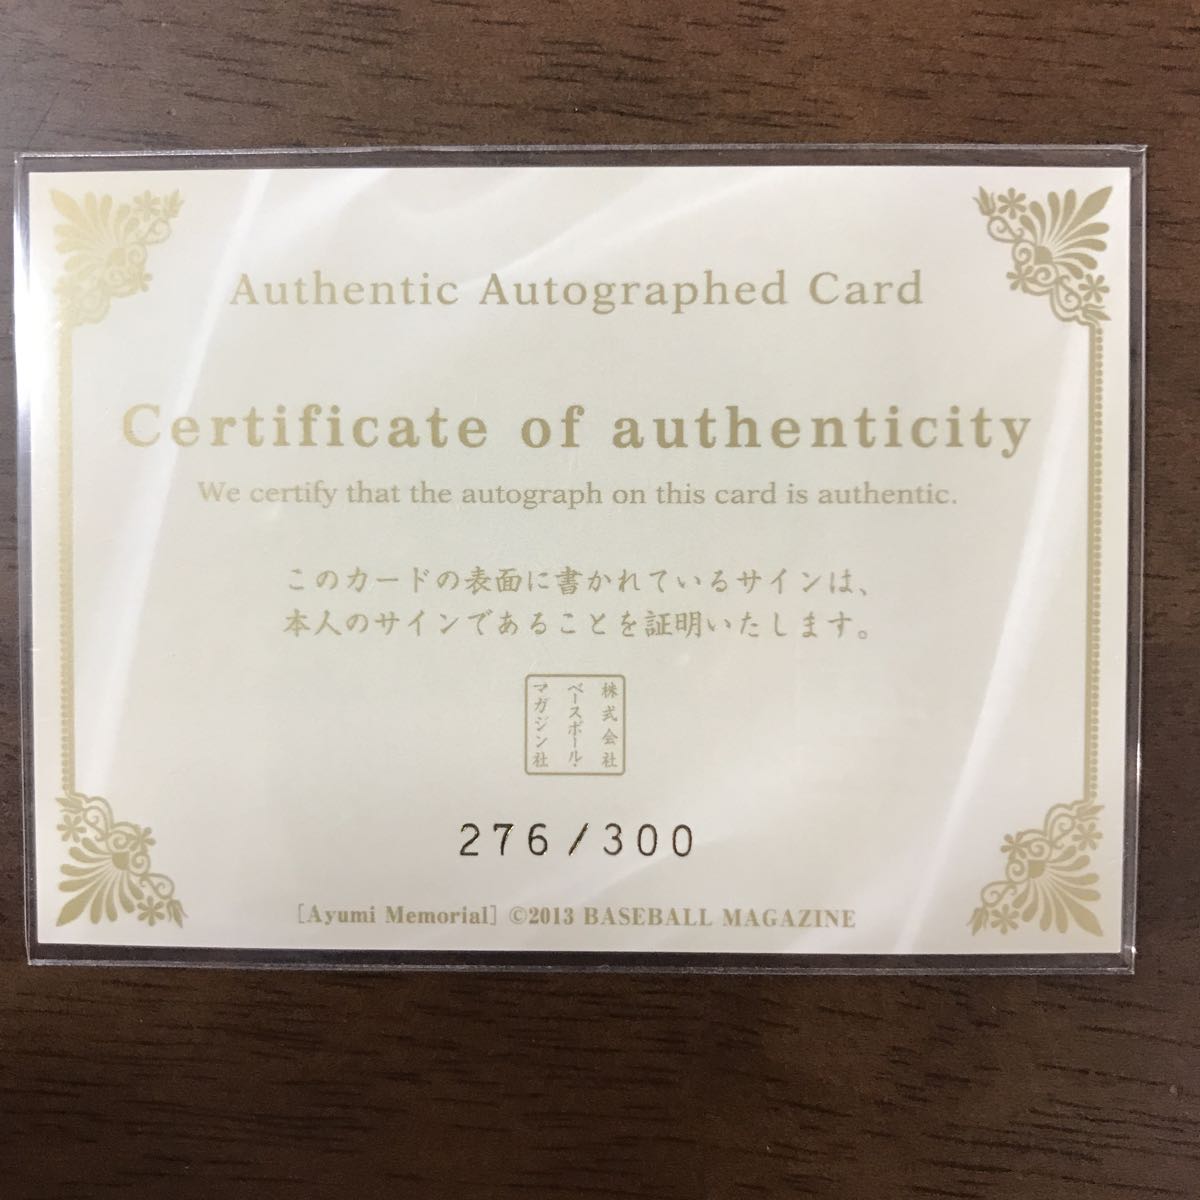 Authentic Autographed Card
Certificate of authenticity
We certify that the autograph on this card is authentic.
このカードの表面に書かれているサインは、
本人のサインであることを証明いたします。
株式会社
ベースボール・
マガジン社
276/300
[Ayumi Memorial] ©2013 BASEBALL MAGAZINE